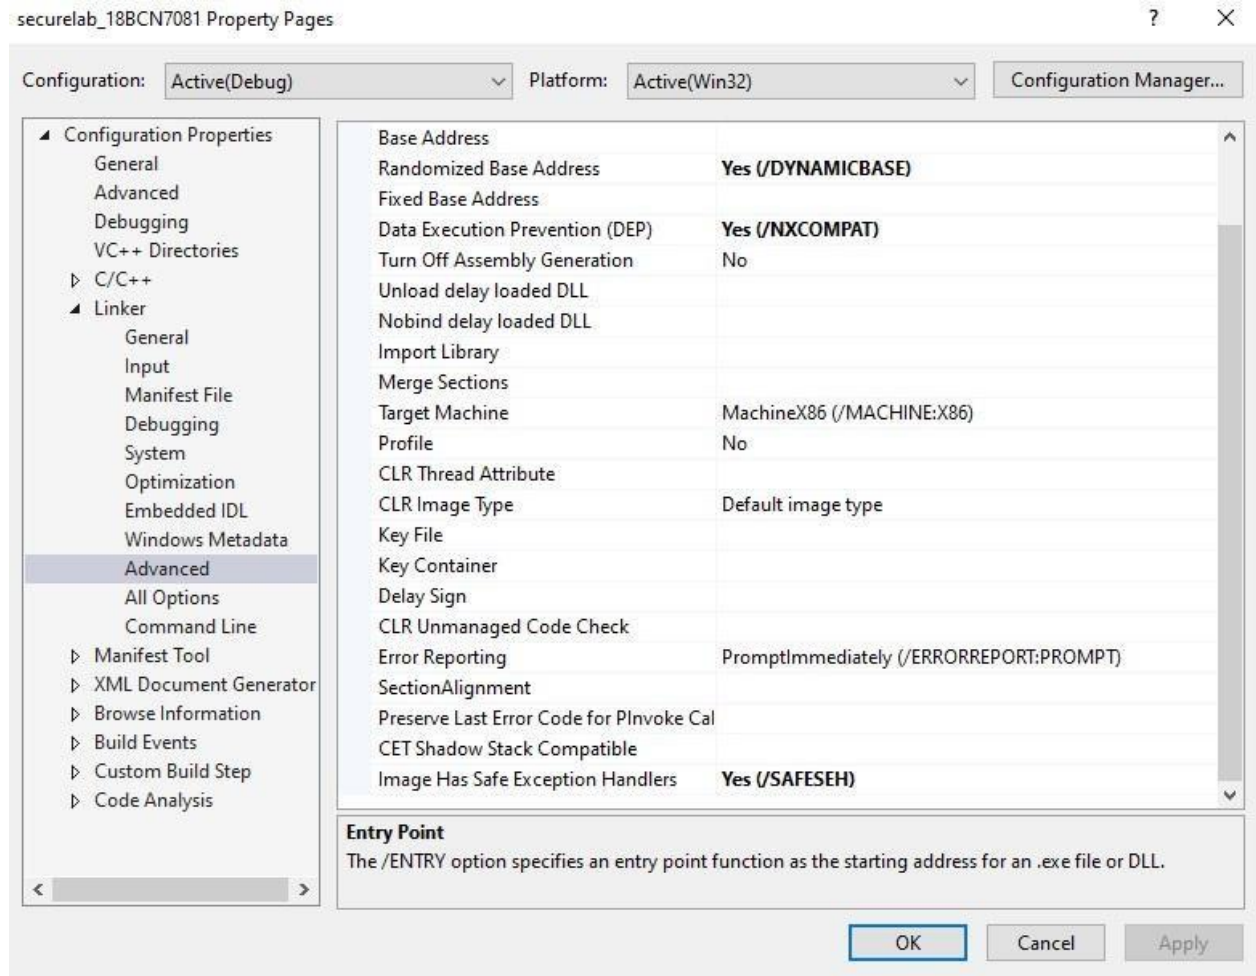 securelab_18BCN7081 Property Pages
? ×
Configuration: Active(Debug) Platform: Active(Win32) Configuration Manager...
Configuration Properties
General
Advanced
Debugging
VC++ Directories
C/C++
Linker
General
Input
Manifest File
Debugging
System
Optimization
Embedded IDL
Windows Metadata
Advanced
All Options
Command Line
Manifest Tool
XML Document Generator
Browse Information
Build Events
Custom Build Step
Code Analysis
Base Address
Randomized Base Address Yes (/DYNAMICBASE)
Fixed Base Address
Data Execution Prevention (DEP) Yes (/NXCOMPAT)
Turn Off Assembly Generation No
Unload delay loaded DLL
Nobind delay loaded DLL
Import Library
Merge Sections
Target Machine MachineX86 (/MACHINE:X86)
Profile No
CLR Thread Attribute
CLR Image Type Default image type
Key File
Key Container
Delay Sign
CLR Unmanaged Code Check
Error Reporting PromptImmediately (/ERRORREPORT:PROMPT)
SectionAlignment
Preserve Last Error Code for PInvoke Cal
CET Shadow Stack Compatible
Image Has Safe Exception Handlers Yes (/SAFESEH)
Entry Point
The /ENTRY option specifies an entry point function as the starting address for an .exe file or DLL.
OK Cancel Apply